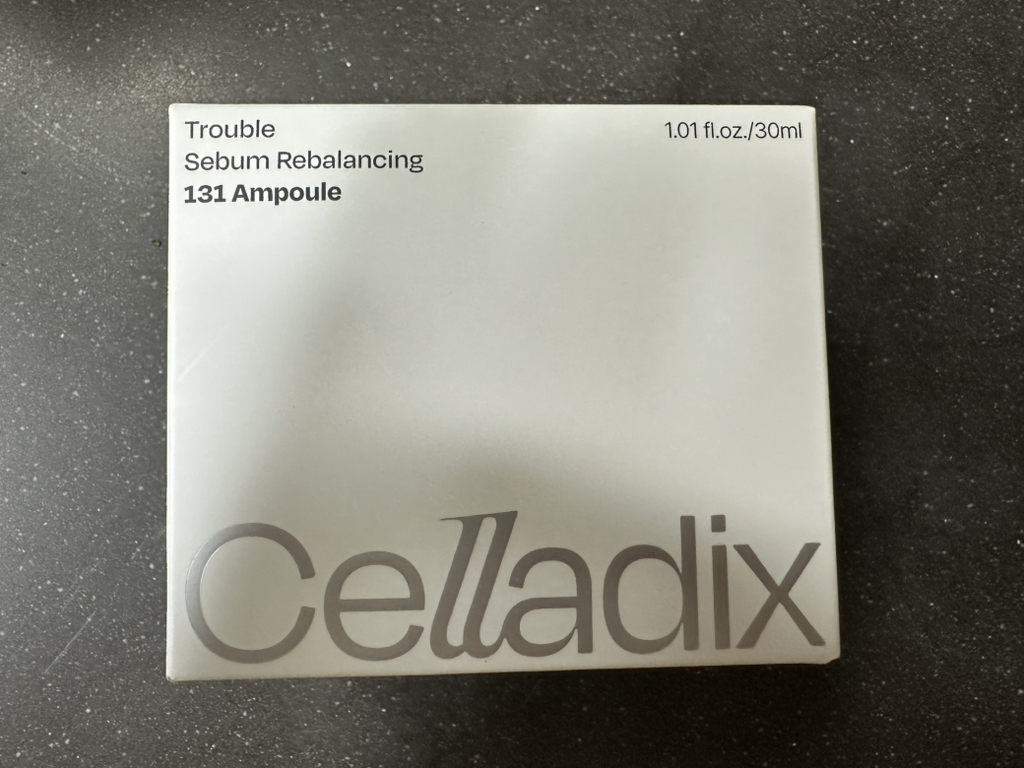 Trouble
Sebum Rebalancing
131 Ampoule
1.01 fl.oz./30ml
Celladix